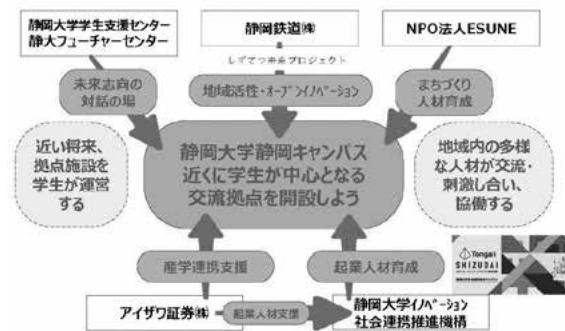 静岡大学学生支援センター
静大フューチャーセンター
静岡鉄道㈱
NPO法人ESUNE
しずてつ未来プロジェクト
未来志向の
対話の場
地域活性・オープンイノベーション
まちづくり
人材育成
近い将来、
拠点施設を
学生が運営
する
静岡大学静岡キャンパス
近くに学生が中心となる
交流拠点を開設しよう
地域内の多様
な人材が交流・
刺激し合い、
協働する
産学連携支援
起業人材育成
Tongali
SHIZUDAI
アイザワ証券㈱
起業人材支援
静岡大学イノベーション
社会連携推進機構